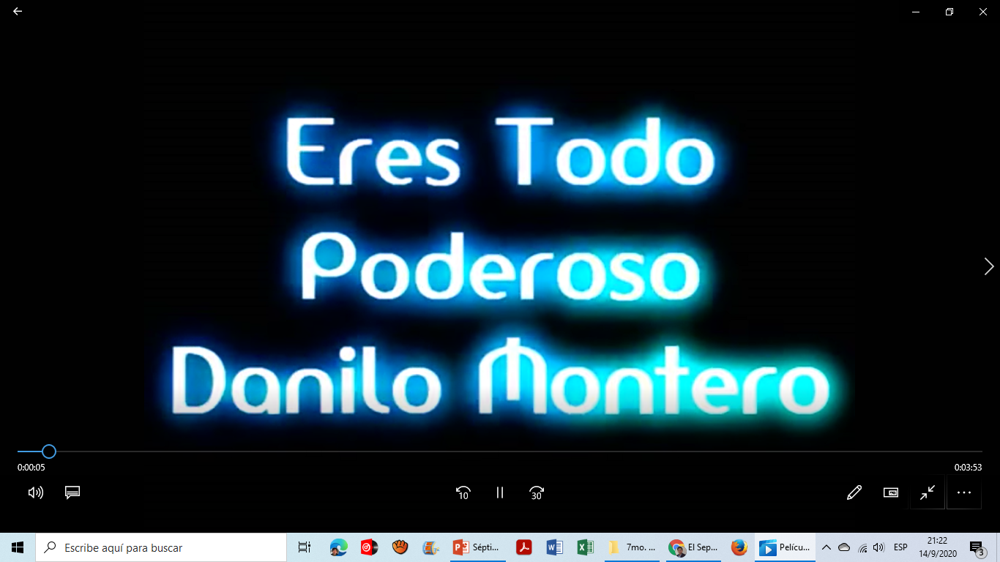 Eres Todo
Poderoso
Danilo Montero
0:00:05
0:03:53
10
30
Escribe aquí para buscar
Sépti...
7mo. ...
El Sep...
Películ...
ESP
21:22
14/9/2020
3